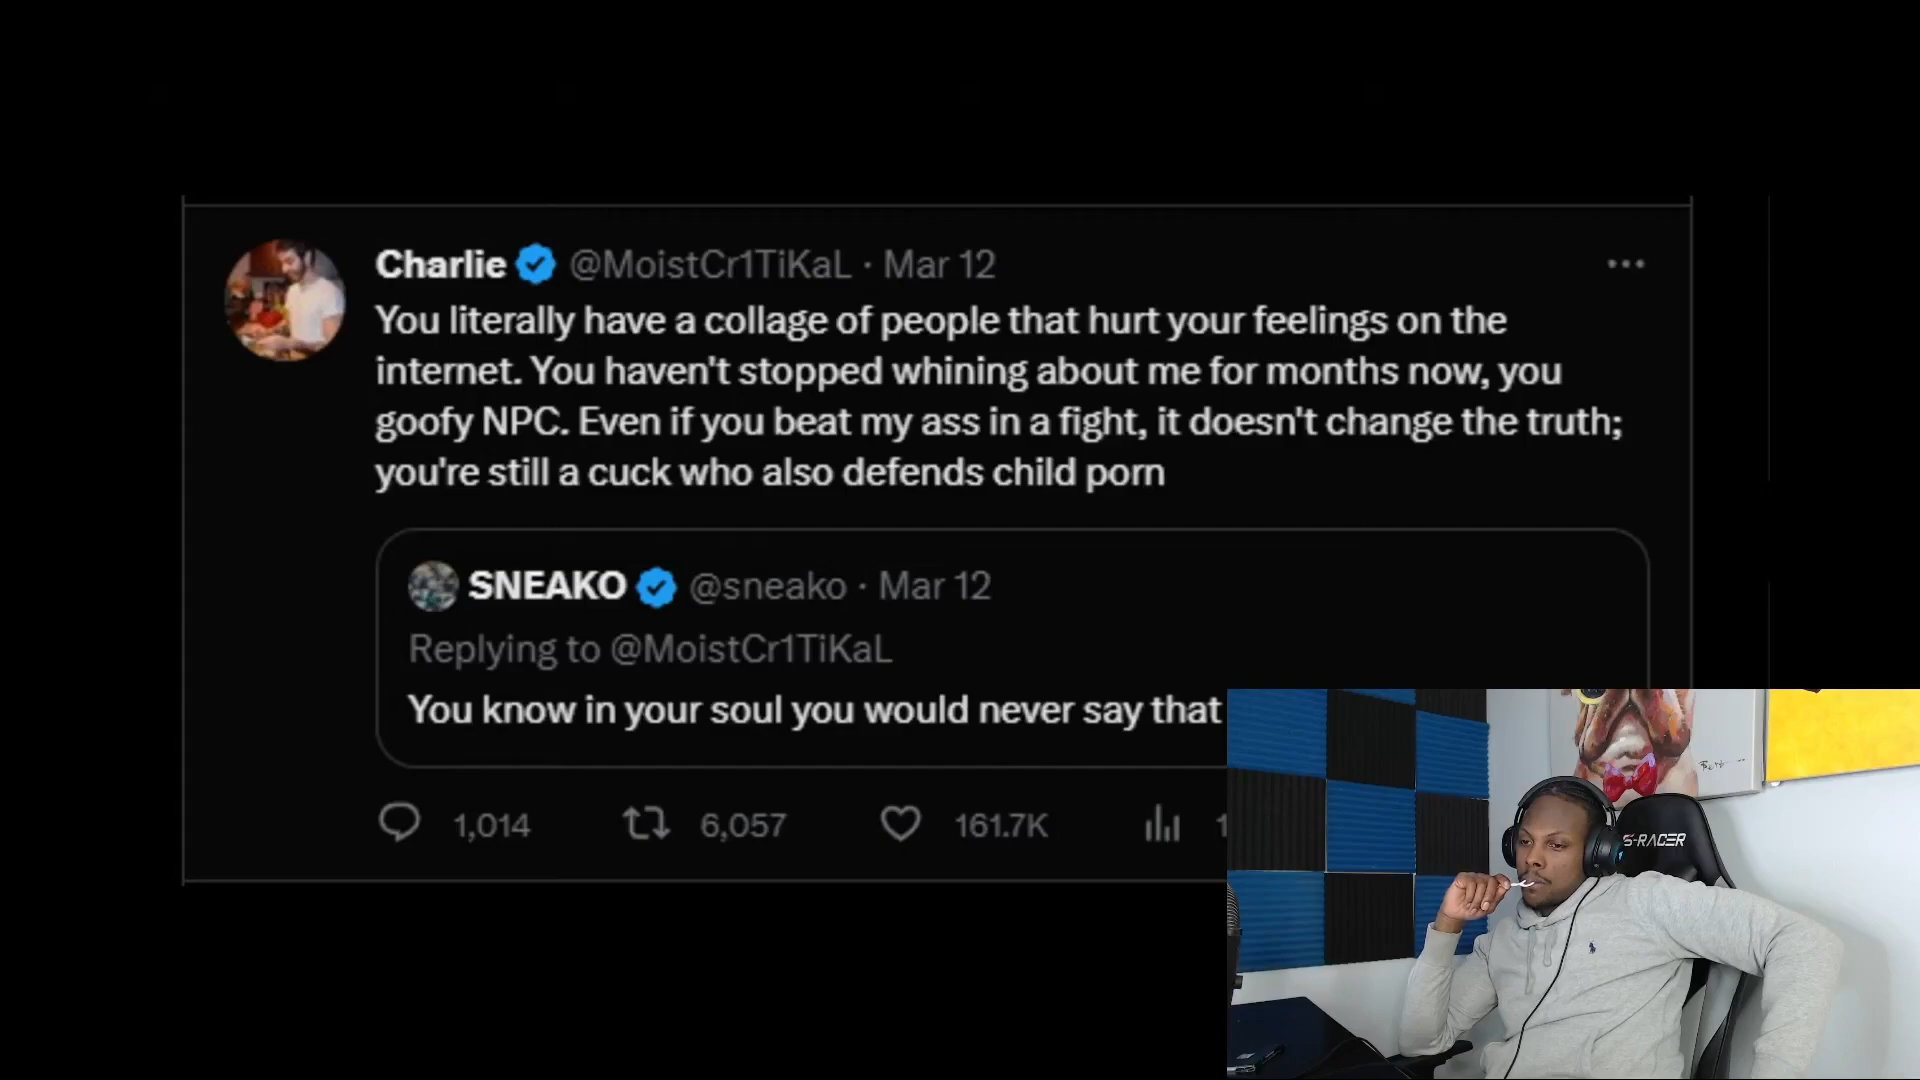 Charlie @MoistCr1TiKaL · Mar 12
You literally have a collage of people that hurt your feelings on the
internet. You haven't stopped whining about me for months now, you
goofy NPC. Even if you beat my ass in a fight, it doesn't change the truth;
you're still a cuck who also defends child porn
SNEAKO @sneako · Mar 12
Replying to @MoistCr1TiKaL
You know in your soul you would never say that
1,014 6,057 161.7K 1
S-RACER